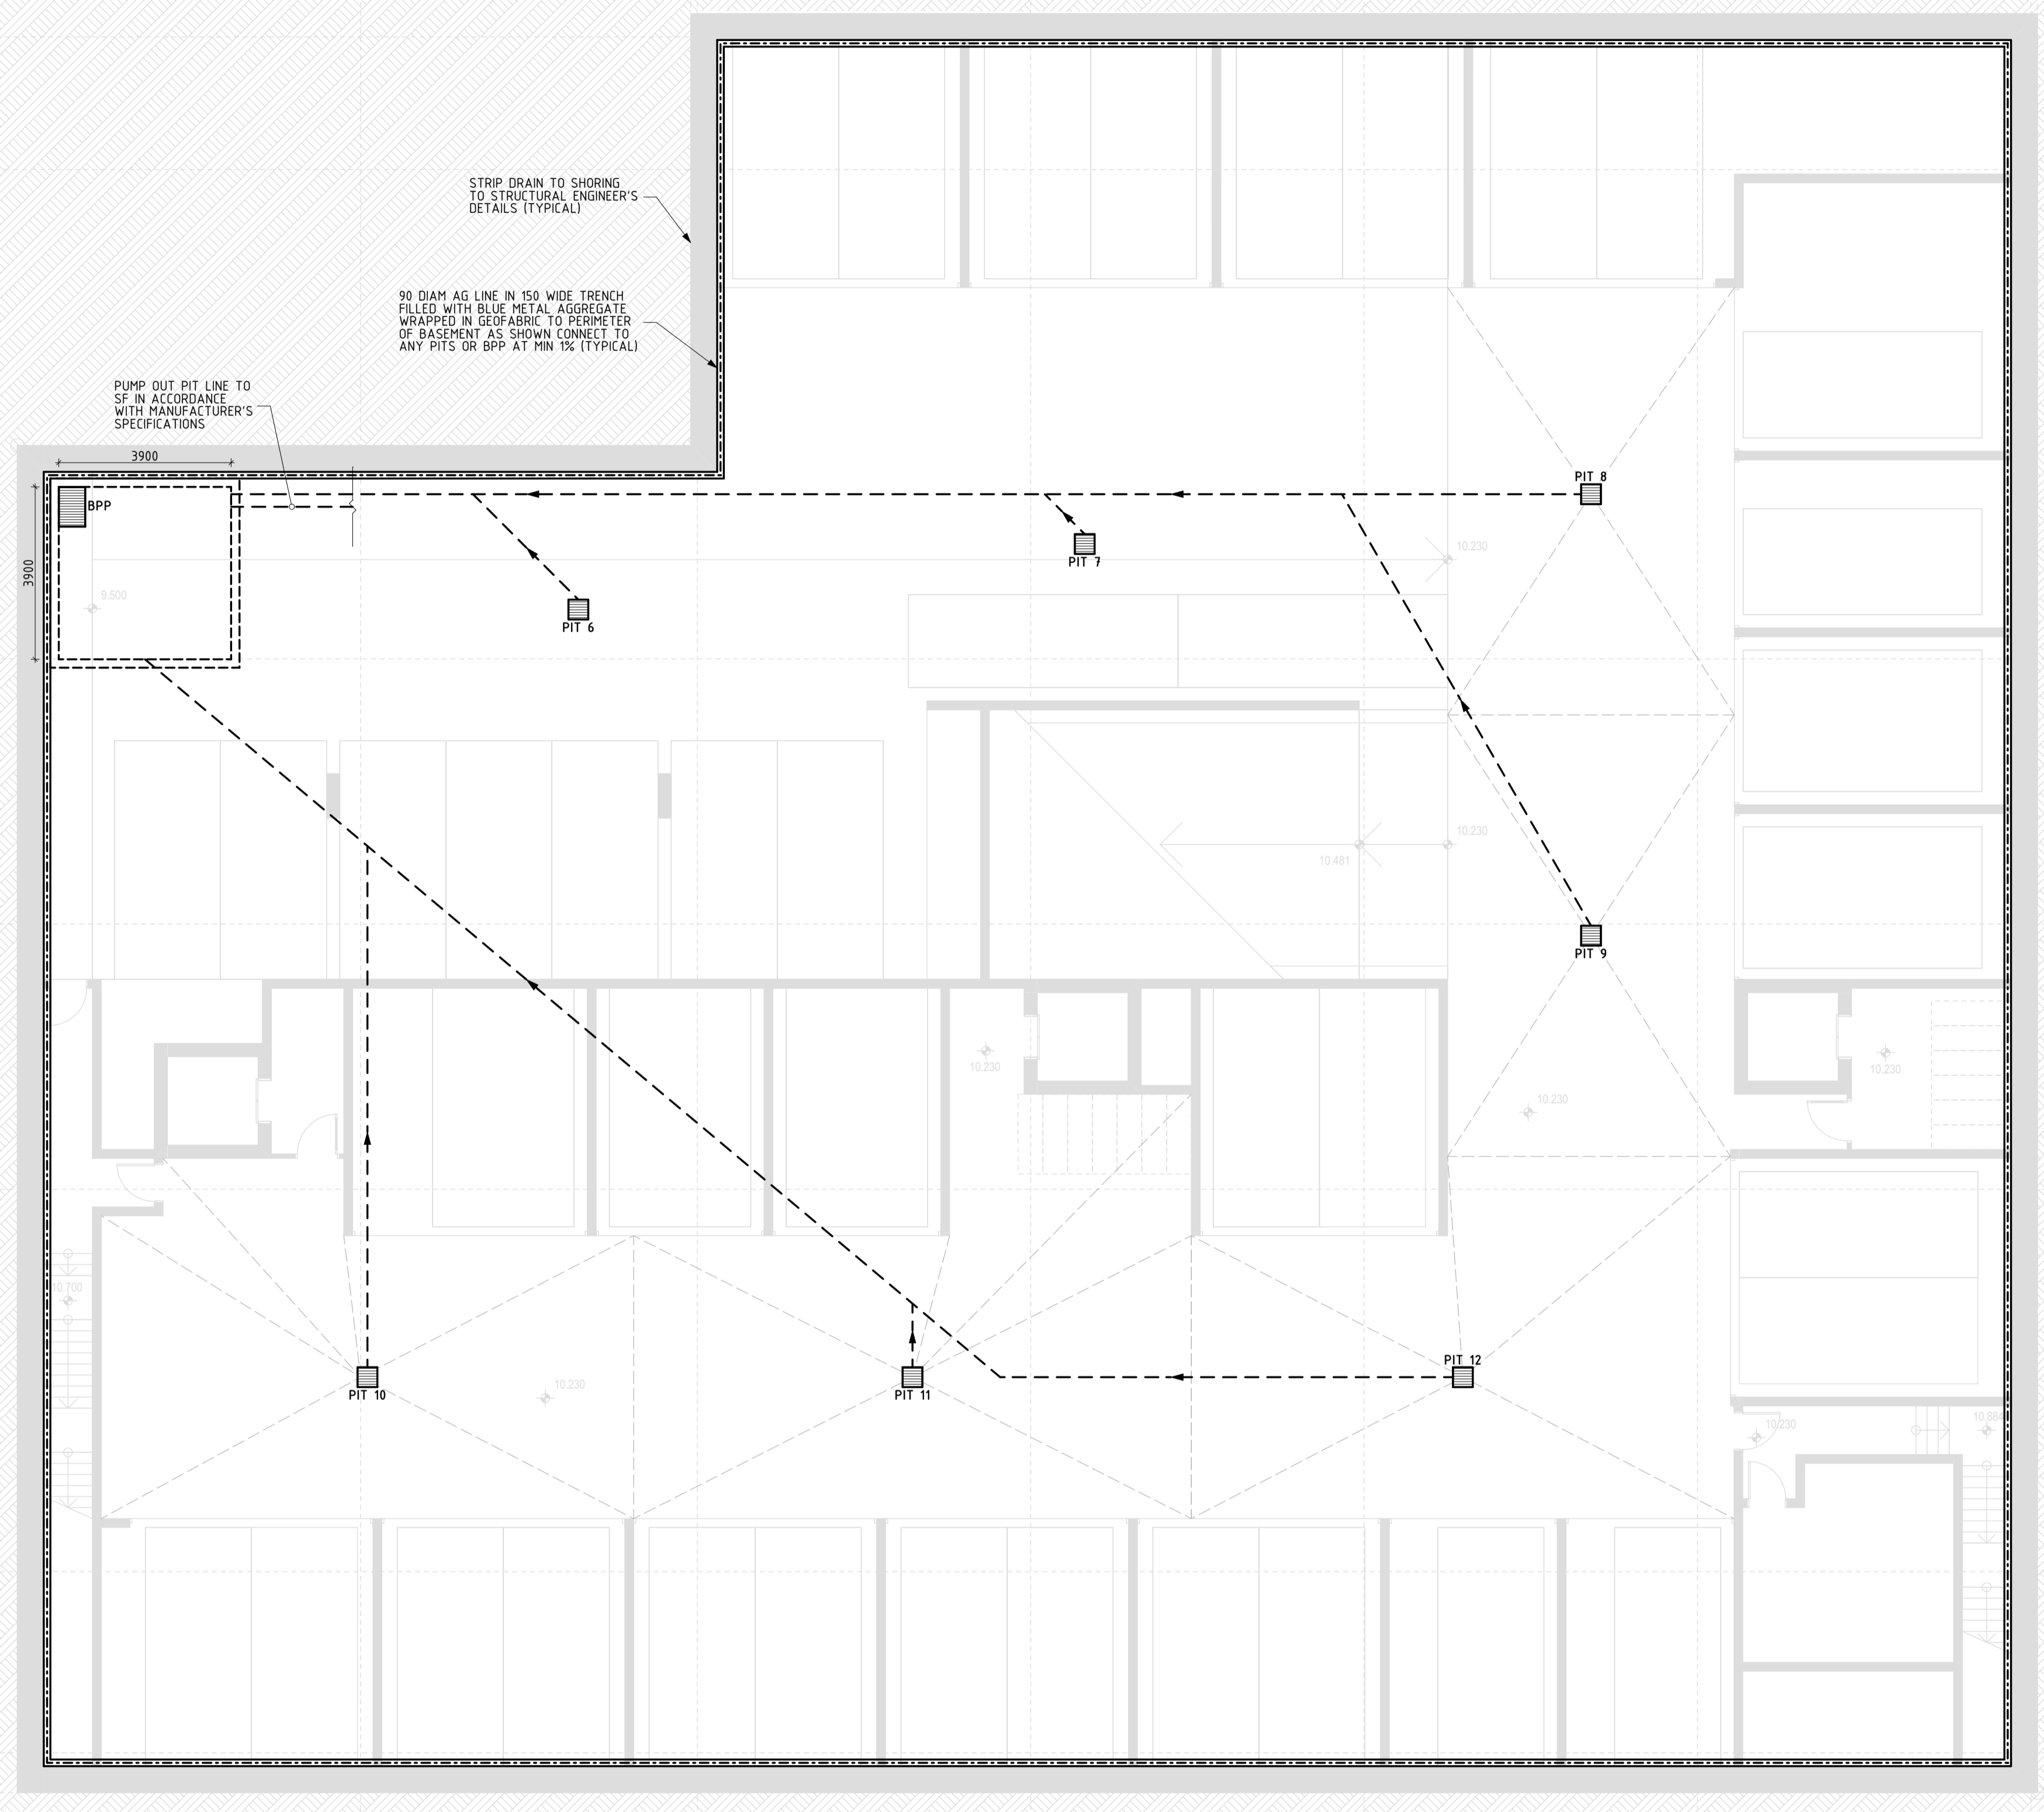 STRIP DRAIN TO SHORING
TO STRUCTURAL ENGINEER'S
DETAILS (TYPICAL)
90 DIAM AG LINE IN 150 WIDE TRENCH
FILLED WITH BLUE METAL AGGREGATE
WRAPPED IN GEOFABRIC TO PERIMETER
OF BASEMENT AS SHOWN CONNECT TO
ANY PITS OR BPP AT MIN 1% (TYPICAL)
PUMP OUT PIT LINE TO
SF IN ACCORDANCE
WITH MANUFACTURER'S
SPECIFICATIONS
3900
3900
BPP
PIT 8
PIT 7
10.230
9.500
PIT 6
10.230
10.481
PIT 9
10.230
10.230
10.230
10.700
PIT 12
PIT 10
10.230
PIT 11
10.230
10.884